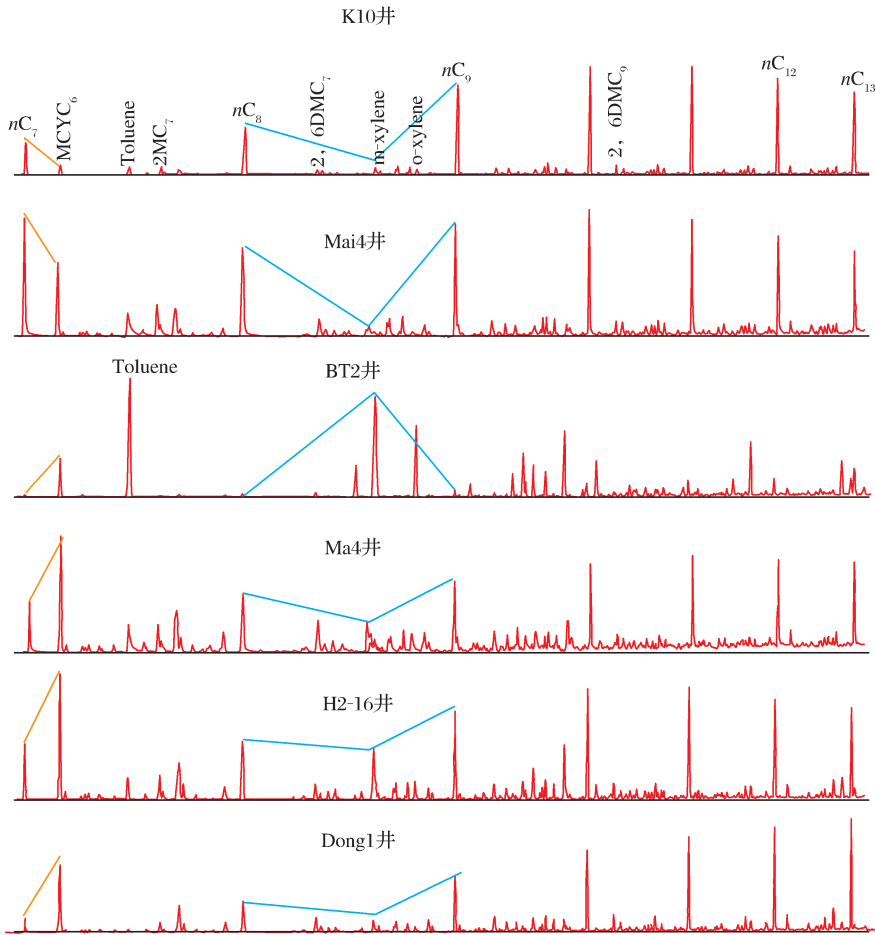 K10井
nC7
MCYC6
Toluene
2MC7
nC8
2，6DMC7
m-xylene
o-xylene
nC9
2，6DMC9
nC12
nC13
Mai4井
Toluene
BT2井
Ma4井
H2-16井
Dong1井